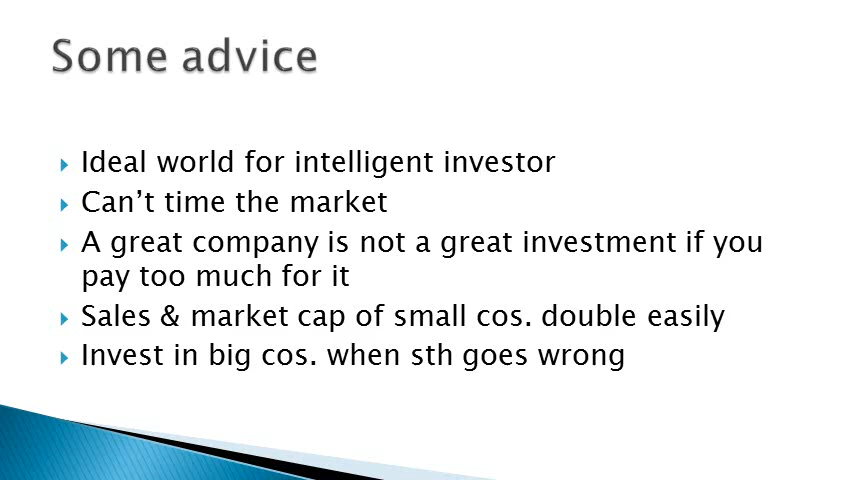 Some advice
Ideal world for intelligent investor
Can't time the market
A great company is not a great investment if you
pay too much for it
Sales & market cap of small cos. double easily
Invest in big cos. when sth goes wrong